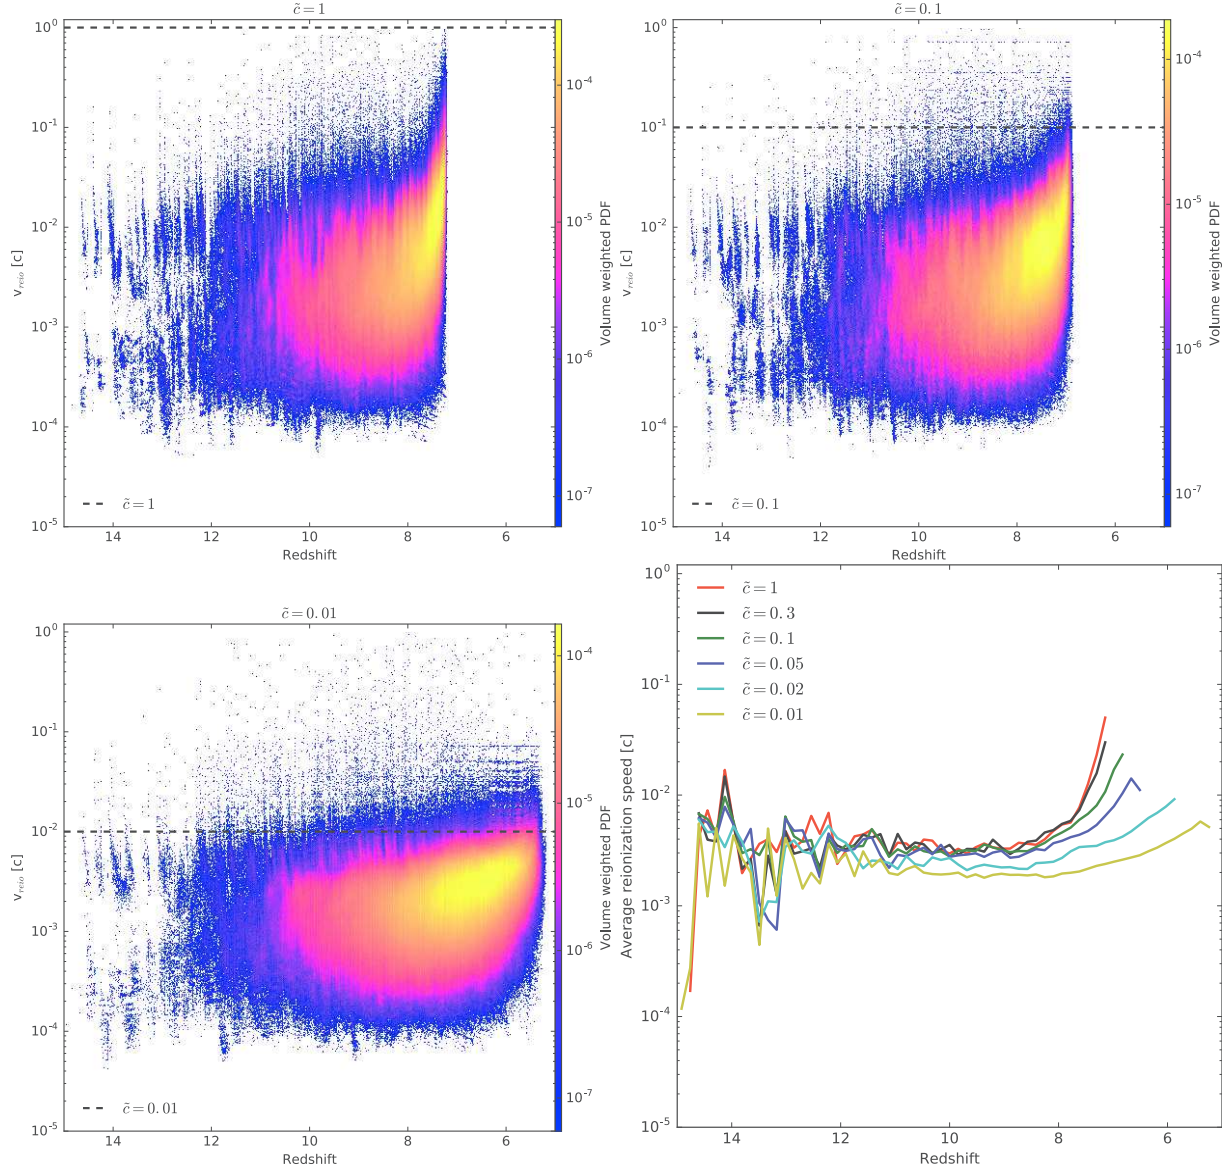 c̃ = 1
10⁰
10⁻¹
10⁻²
10⁻³
10⁻⁴
10⁻⁵
v_reio [c]
c̃ = 1
14 12 10 8 6
Redshift
10⁻⁴
10⁻⁵
10⁻⁶
10⁻⁷
Volume weighted PDF
c̃ = 0.1
10⁰
10⁻¹
10⁻²
10⁻³
10⁻⁴
10⁻⁵
v_reio [c]
c̃ = 0.1
14 12 10 8 6
Redshift
10⁻⁴
10⁻⁵
10⁻⁶
10⁻⁷
Volume weighted PDF
c̃ = 0.01
10⁰
10⁻¹
10⁻²
10⁻³
10⁻⁴
10⁻⁵
v_reio [c]
c̃ = 0.01
14 12 10 8 6
Redshift
10⁻⁴
10⁻⁵
10⁻⁶
10⁻⁷
Volume weighted PDF
10⁰
10⁻¹
10⁻²
10⁻³
10⁻⁴
10⁻⁵
Average reionization speed [c]
c̃ = 1
c̃ = 0.3
c̃ = 0.1
c̃ = 0.05
c̃ = 0.02
c̃ = 0.01
14 12 10 8 6
Redshift